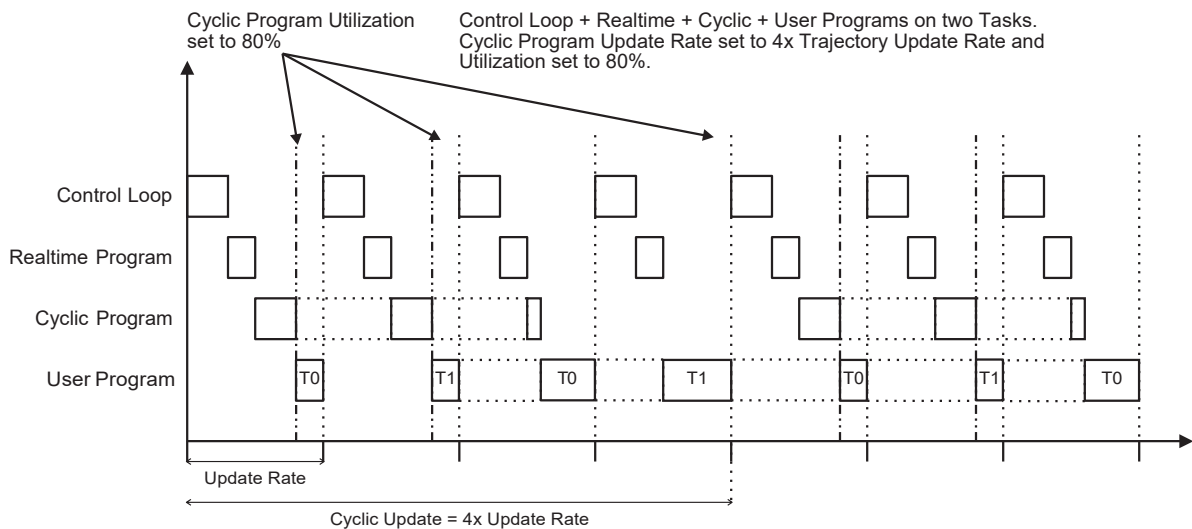 Cyclic Program Utilization
set to 80%
Control Loop + Realtime + Cyclic + User Programs on two Tasks.
Cyclic Program Update Rate set to 4x Trajectory Update Rate and
Utilization set to 80%.
Control Loop
Realtime Program
Cyclic Program
User Program
T0
T1
T0
T1
T0
T1
T0
Update Rate
Cyclic Update = 4x Update Rate